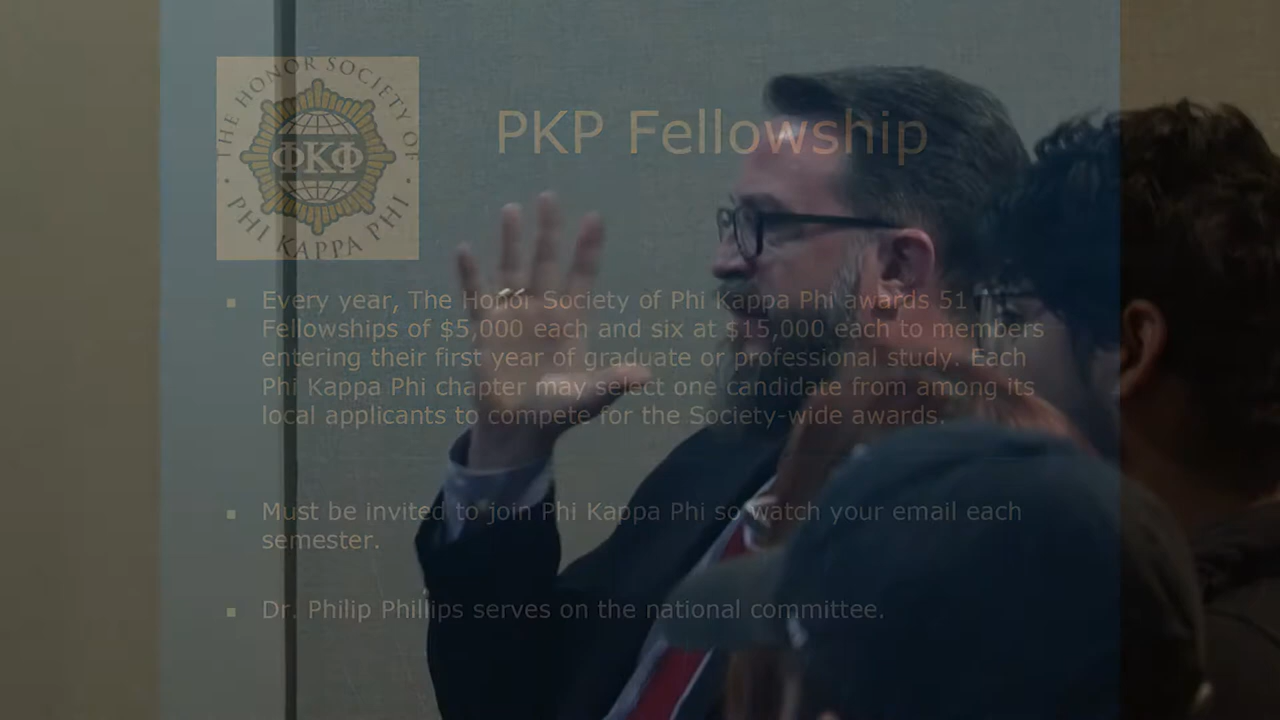 THE HONOR SOCIETY OF
ΦΚΦ
PHI KAPPA PHI
PKP Fellowship
Every year, The Honor Society of Phi Kappa Phi awards 51
Fellowships of $5,000 each and six at $15,000 each to members
entering their first year of graduate or professional study. Each
Phi Kappa Phi chapter may select one candidate from among its
local applicants to compete for the Society-wide awards.
Must be invited to join Phi Kappa Phi so watch your email each
semester.
Dr. Philip Phillips serves on the national committee.